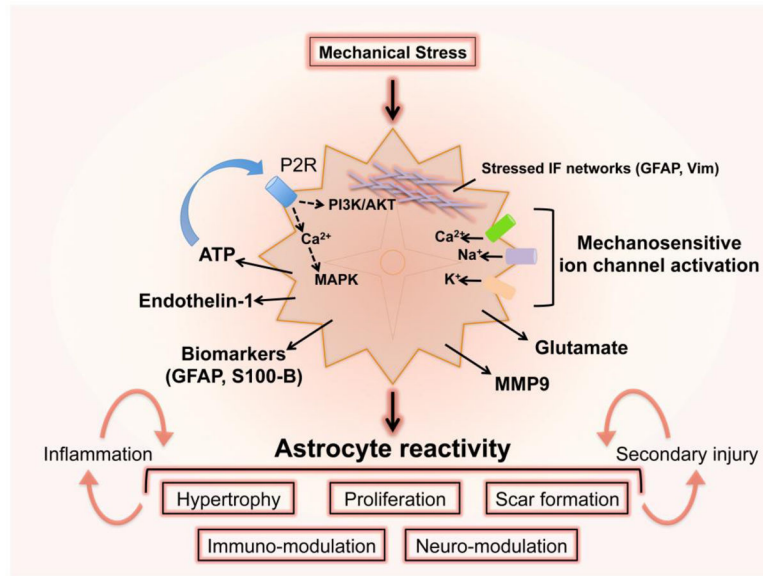 Mechanical Stress
P2R
Stressed IF networks (GFAP, Vim)
PI3K/AKT
Ca²⁺
MAPK
Ca²⁺
Na⁺
K⁺
Mechanosensitive
ion channel activation
ATP
Endothelin-1
Biomarkers
(GFAP, S100-B)
Glutamate
MMP9
Astrocyte reactivity
Inflammation
Secondary injury
Hypertrophy
Proliferation
Scar formation
Immuno-modulation
Neuro-modulation